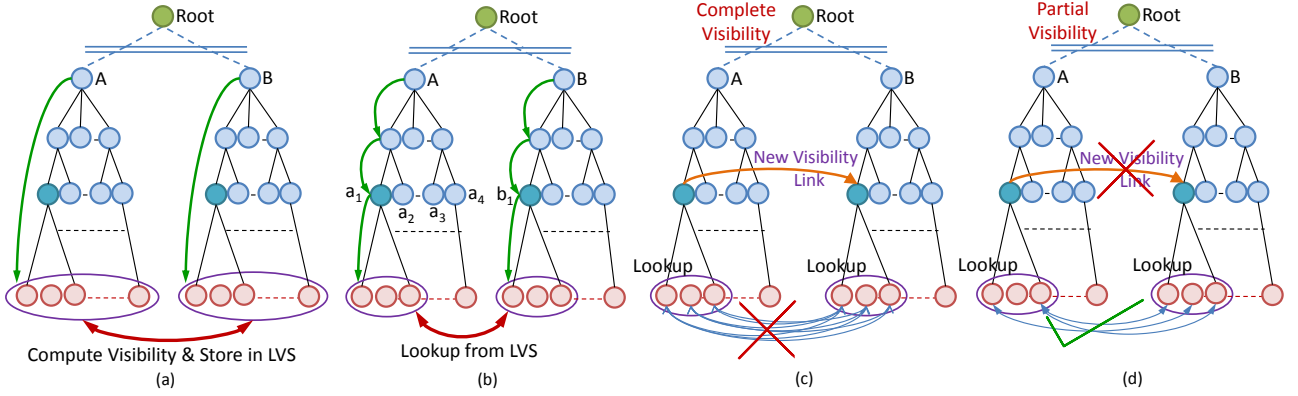 Root
A
B
Compute Visibility & Store in LVS
(a)
Root
A
B
a1
a2
a3
a4
b1
Lookup from LVS
(b)
Complete
Visibility
Root
A
B
New Visibility
Link
Lookup
Lookup
(c)
Partial
Visibility
Root
A
B
New Visibility
Link
Lookup
Lookup
(d)